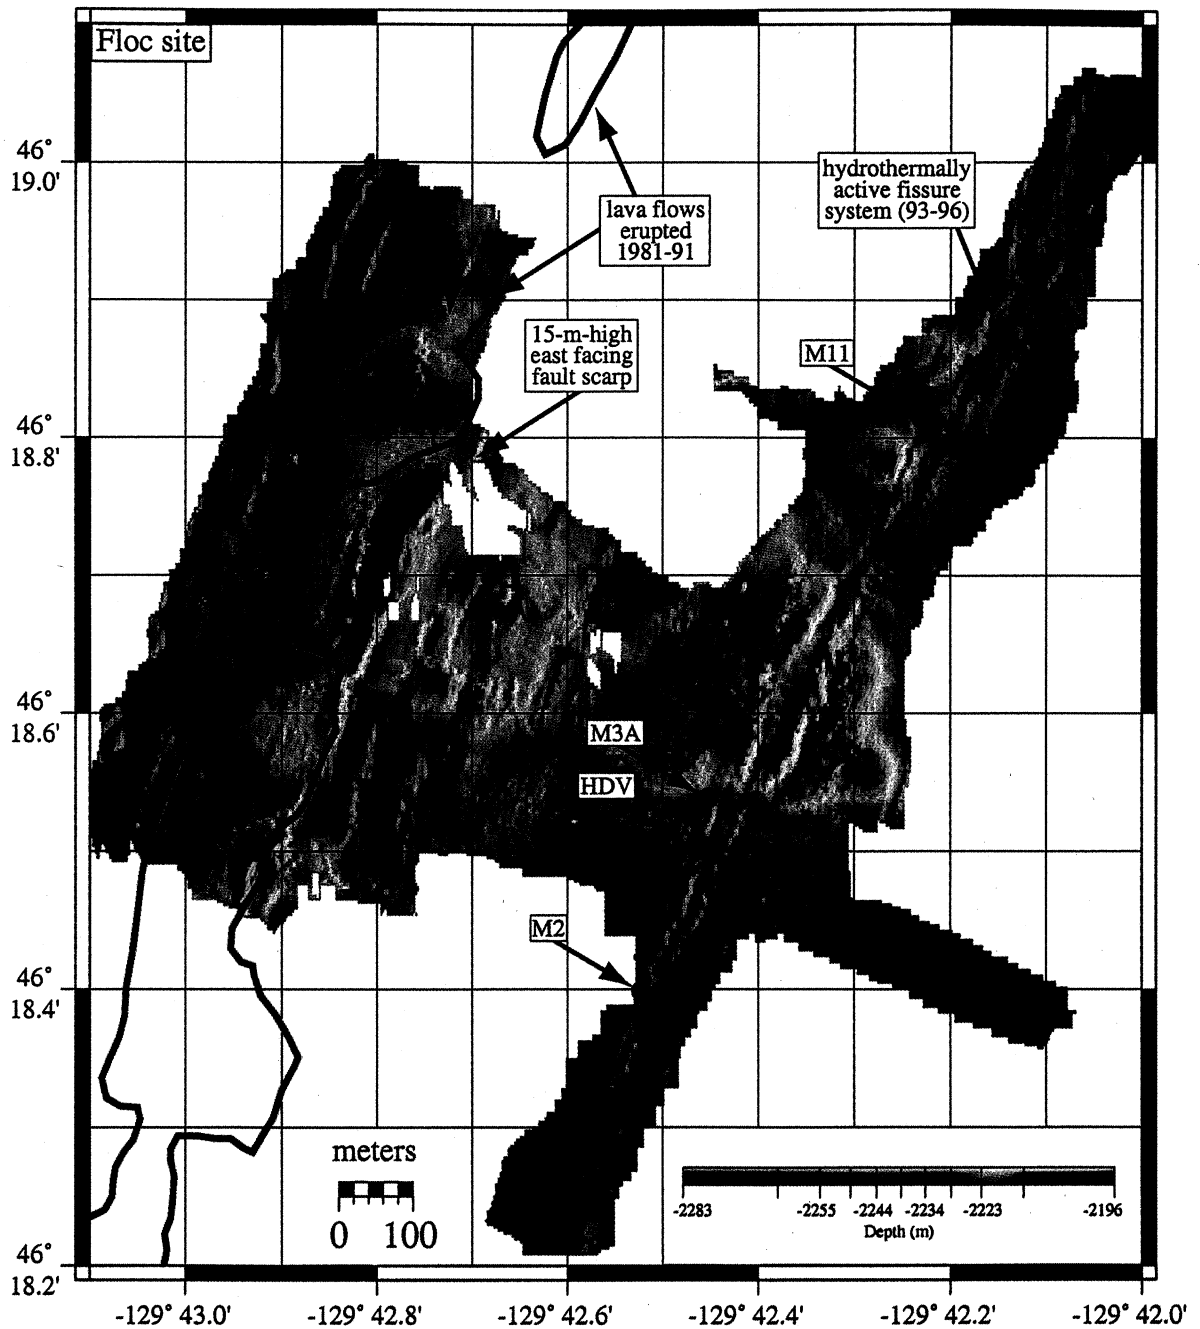 Floc site
46°
19.0'
hydrothermally
active fissure
system (93-96)
lava flows
erupted
1981-91
15-m-high
east facing
fault scarp
M11
46°
18.8'
46°
18.6'
M3A
HDV
M2
46°
18.4'
meters
0 100
-2283 -2255 -2244 -2234 -2223 -2196
Depth (m)
46°
18.2'
-129° 43.0' -129° 42.8' -129° 42.6' -129° 42.4' -129° 42.2' -129° 42.0'